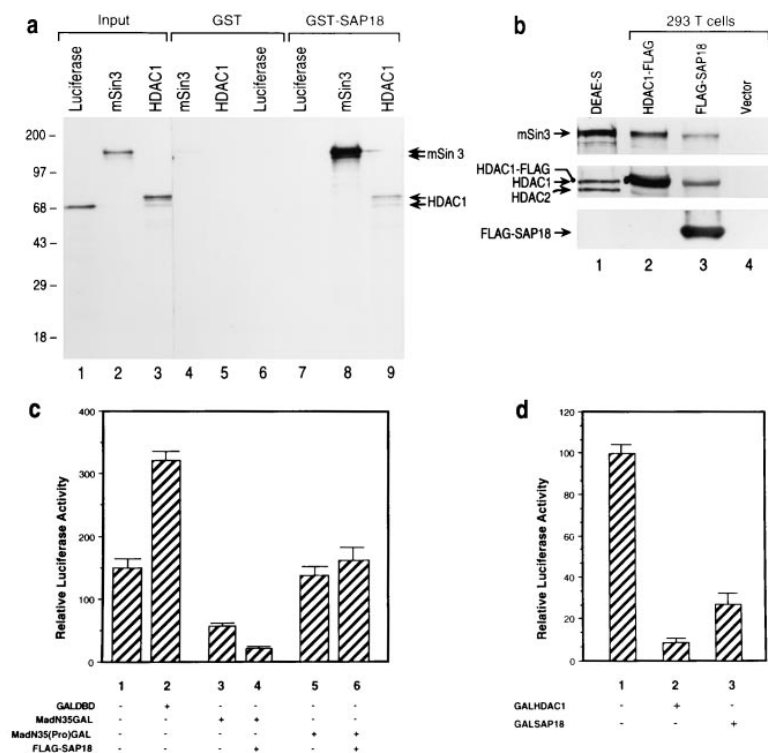 a
Input GST GST-SAP18
Luciferase mSin3 HDAC1 mSin3 HDAC1 Luciferase Luciferase mSin3 HDAC1
200 –
97 –
68 –
43 –
29 –
18 –
mSin 3
HDAC1
1 2 3 4 5 6 7 8 9
b
293 T cells
DEAE-S HDAC1-FLAG FLAG-SAP18 Vector
mSin3
HDAC1-FLAG
HDAC1
HDAC2
FLAG-SAP18
1 2 3 4
c
Relative Luciferase Activity
400
300
200
100
0
1 2 3 4 5 6
GALDBD - + - - - -
MadN35GAL - - + + - -
MadN35(Pro)GAL - - - - + +
FLAG-SAP18 - - - + - +
d
Relative Luciferase Activity
120
100
80
60
40
20
0
1 2 3
GALHDAC1 - + -
GALSAP18 - - +